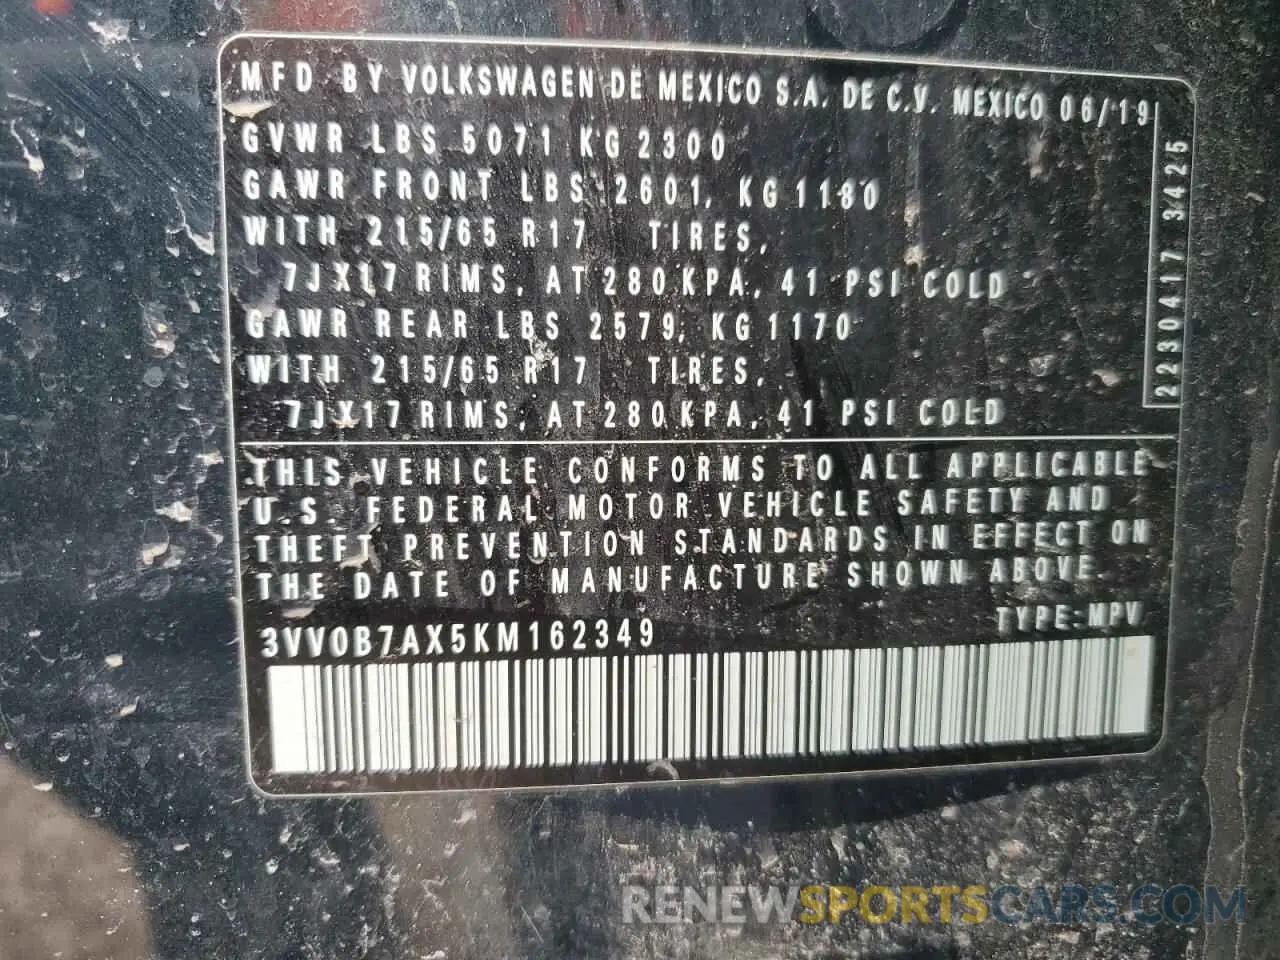 MFD BY VOLKSWAGEN DE MEXICO S.A. DE C.V. MEXICO 06/19
GVWR LBS 5071 KG 2300
GAWR FRONT LBS 2601, KG 1180
WITH 215/65 R17 TIRES,
7JX17 RIMS, AT 280 KPA, 41 PSI COLD
GAWR REAR LBS 2579, KG 1170
WITH 215/65 R17 TIRES,
7JX17 RIMS, AT 280 KPA, 41 PSI COLD
2230417 3425
THIS VEHICLE CONFORMS TO ALL APPLICABLE
U.S. FEDERAL MOTOR VEHICLE SAFETY AND
THEFT PREVENTION STANDARDS IN EFFECT ON
THE DATE OF MANUFACTURE SHOWN ABOVE.
TYPE: MPV
3VV0B7AX5KM162349
RENEWSPORTSCARS.COM